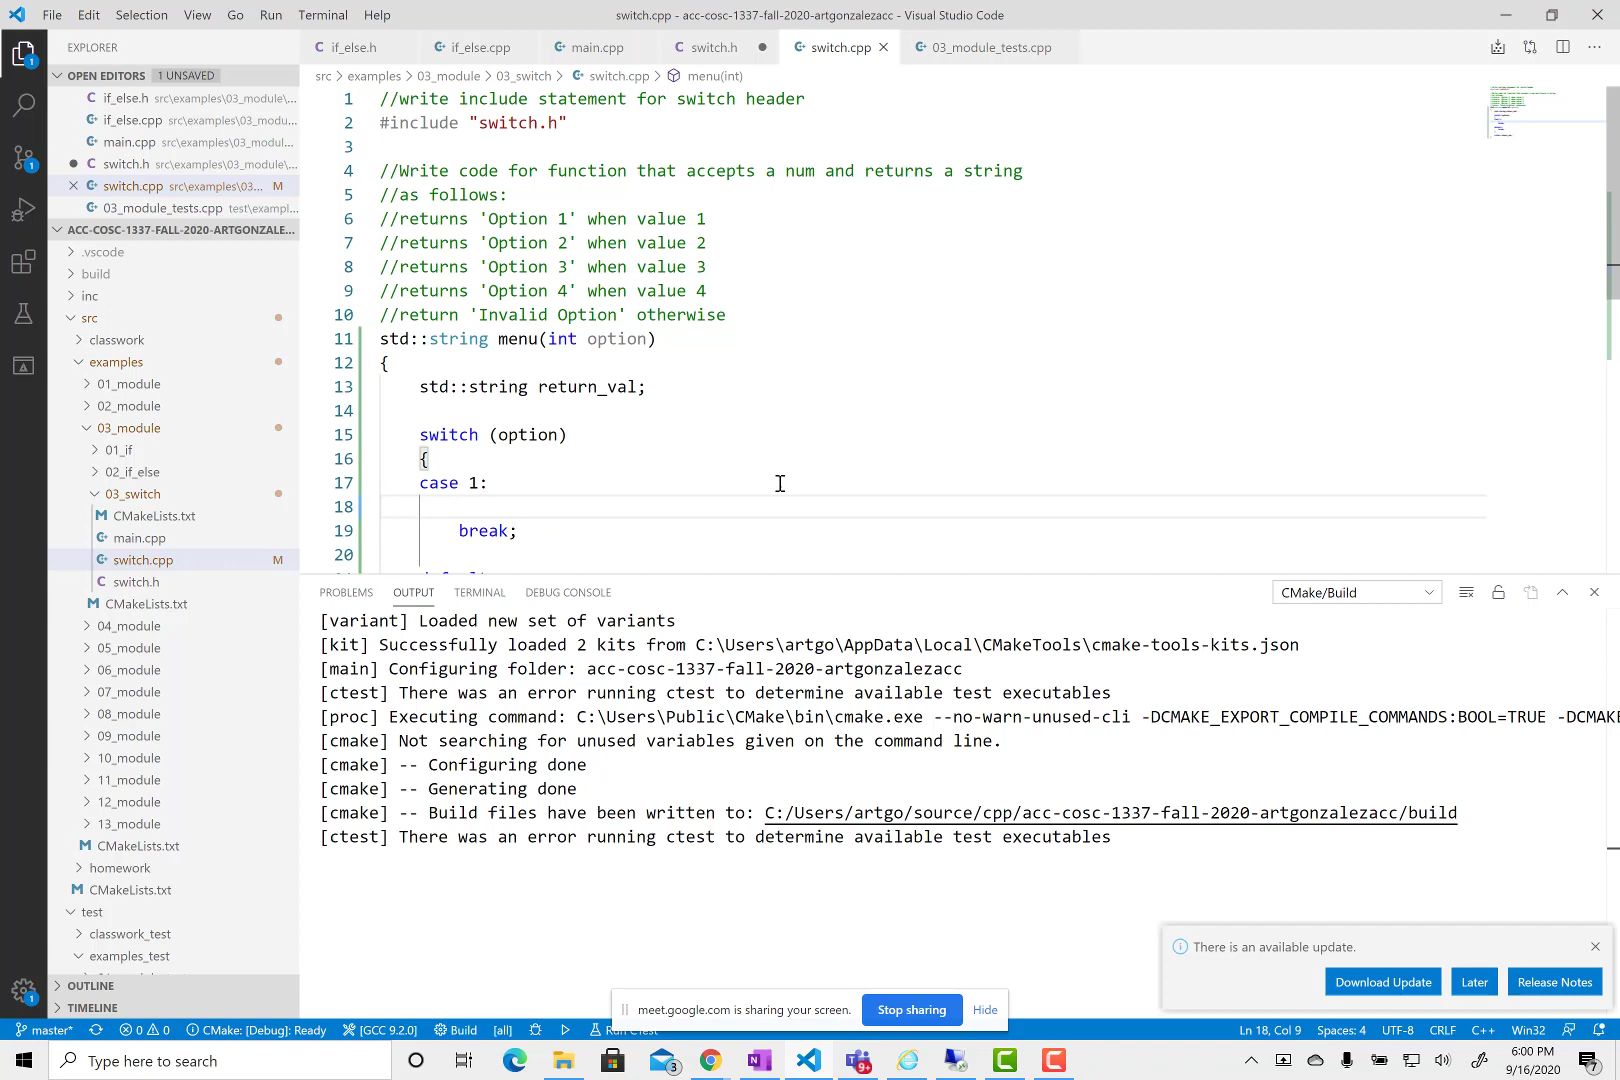 File Edit Selection View Go Run Terminal Help
switch.cpp - acc-cosc-1337-fall-2020-artgonzalezacc - Visual Studio Code
EXPLORER
OPEN EDITORS 1 UNSAVED
if_else.h src\examples\03_module\...
if_else.cpp src\examples\03_modu...
main.cpp src\examples\03_modul...
switch.h src\examples\03_module\...
switch.cpp src\examples\03... M
03_module_tests.cpp test\exampl...
ACC-COSC-1337-FALL-2020-ARTGONZALE...
.vscode
build
inc
src
classwork
examples
01_module
02_module
03_module
01_if
02_if_else
03_switch
CMakeLists.txt
main.cpp
switch.cpp M
switch.h
CMakeLists.txt
04_module
05_module
06_module
07_module
08_module
09_module
10_module
11_module
12_module
13_module
CMakeLists.txt
homework
CMakeLists.txt
test
classwork_test
examples_test
OUTLINE
TIMELINE
if_else.h if_else.cpp main.cpp switch.h switch.cpp 03_module_tests.cpp
src > examples > 03_module > 03_switch > switch.cpp > menu(int)
1 //write include statement for switch header
2 #include "switch.h"
3
4 //Write code for function that accepts a num and returns a string
5 //as follows:
6 //returns 'Option 1' when value 1
7 //returns 'Option 2' when value 2
8 //returns 'Option 3' when value 3
9 //returns 'Option 4' when value 4
10 //return 'Invalid Option' otherwise
11 std::string menu(int option)
12 {
13 std::string return_val;
14
15 switch (option)
16 {
17 case 1:
18
19 break;
20
PROBLEMS OUTPUT TERMINAL DEBUG CONSOLE
CMake/Build
[variant] Loaded new set of variants
[kit] Successfully loaded 2 kits from C:\Users\artgo\AppData\Local\CMakeTools\cmake-tools-kits.json
[main] Configuring folder: acc-cosc-1337-fall-2020-artgonzalezacc
[ctest] There was an error running ctest to determine available test executables
[proc] Executing command: C:\Users\Public\CMake\bin\cmake.exe --no-warn-unused-cli -DCMAKE_EXPORT_COMPILE_COMMANDS:BOOL=TRUE -DCMAKE
[cmake] Not searching for unused variables given on the command line.
[cmake] -- Configuring done
[cmake] -- Generating done
[cmake] -- Build files have been written to: C:/Users/artgo/source/cpp/acc-cosc-1337-fall-2020-artgonzalezacc/build
[ctest] There was an error running ctest to determine available test executables
There is an available update.
Download Update Later Release Notes
meet.google.com is sharing your screen. Stop sharing Hide
master* 0 0 CMake: [Debug]: Ready [GCC 9.2.0] Build [all] Ln 18, Col 9 Spaces: 4 UTF-8 CRLF C++ Win32
Type here to search
6:00 PM
9/16/2020